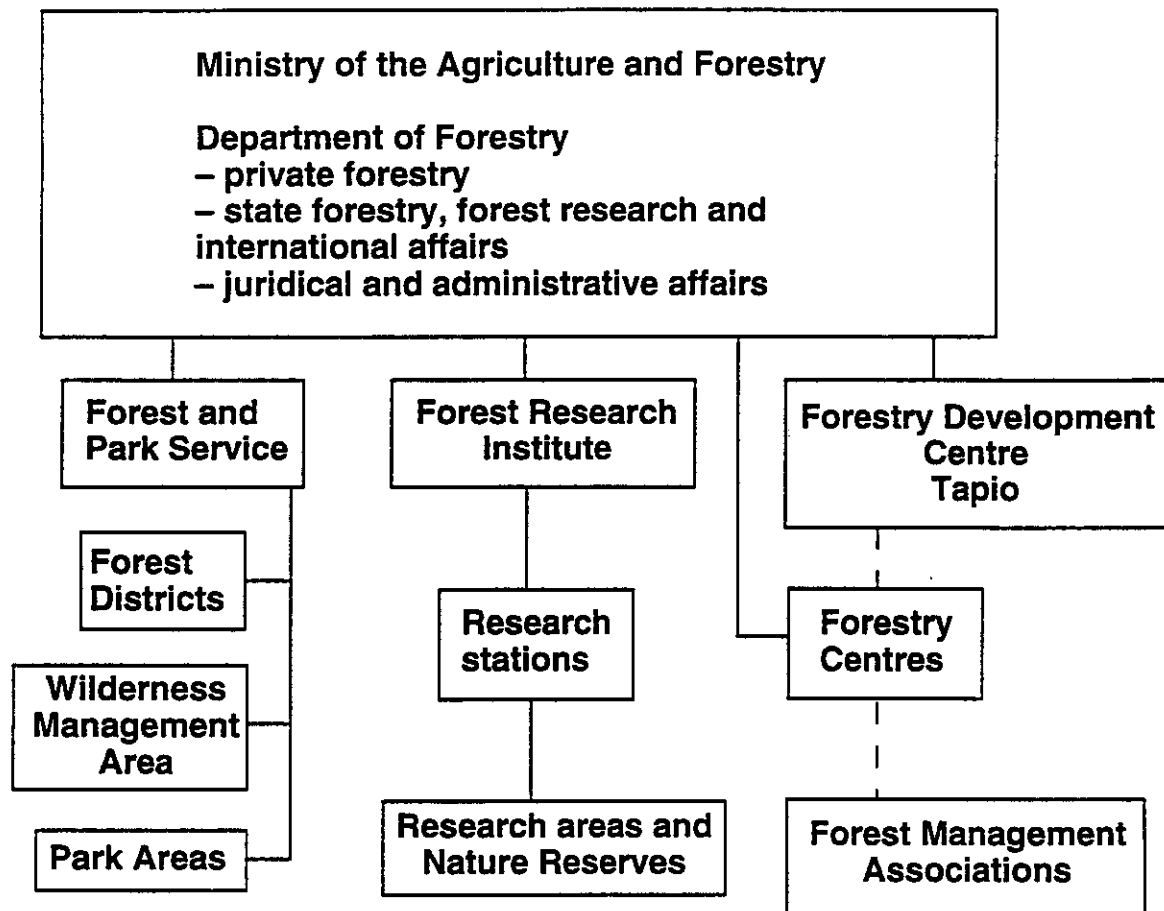 Ministry of the Agriculture and Forestry
Department of Forestry
– private forestry
– state forestry, forest research and
international affairs
– juridical and administrative affairs
Forest and
Park Service
Forest Research
Institute
Forestry Development
Centre
Tapio
Forest
Districts
Research
stations
Forestry
Centres
Wilderness
Management
Area
Park Areas
Research areas and
Nature Reserves
Forest Management
Associations